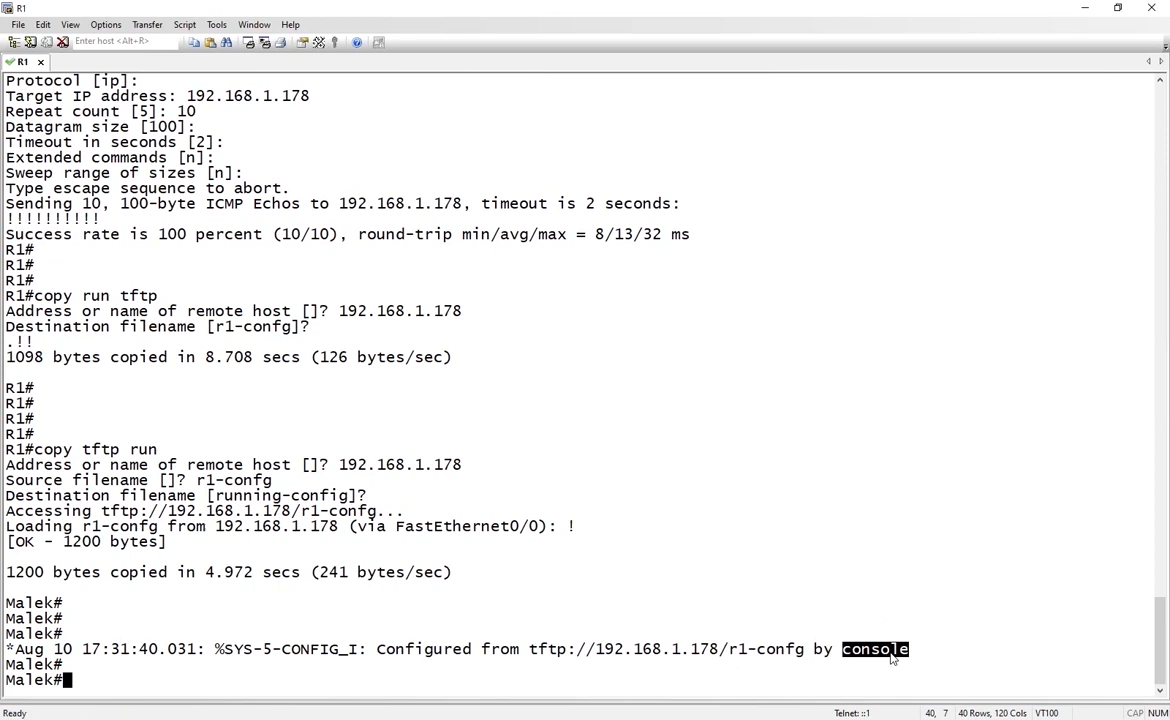 R1
File Edit View Options Transfer Script Tools Window Help
Enter host <Alt+R>
R1
Protocol [ip]:
Target IP address: 192.168.1.178
Repeat count [5]: 10
Datagram size [100]:
Timeout in seconds [2]:
Extended commands [n]:
Sweep range of sizes [n]:
Type escape sequence to abort.
Sending 10, 100-byte ICMP Echos to 192.168.1.178, timeout is 2 seconds:
!!!!!!!!!!
Success rate is 100 percent (10/10), round-trip min/avg/max = 8/13/32 ms
R1#
R1#
R1#
R1#copy run tftp
Address or name of remote host []? 192.168.1.178
Destination filename [r1-confg]?
.!!
1098 bytes copied in 8.708 secs (126 bytes/sec)
R1#
R1#
R1#
R1#
R1#copy tftp run
Address or name of remote host []? 192.168.1.178
Source filename []? r1-confg
Destination filename [running-config]?
Accessing tftp://192.168.1.178/r1-confg...
Loading r1-confg from 192.168.1.178 (via FastEthernet0/0): !
[OK - 1200 bytes]
1200 bytes copied in 4.972 secs (241 bytes/sec)
Malek#
Malek#
Malek#
*Aug 10 17:31:40.031: %SYS-5-CONFIG_I: Configured from tftp://192.168.1.178/r1-confg by console
Malek#
Malek#
Ready Telnet: ::1 40, 7 40 Rows, 120 Cols VT100 CAP NUM